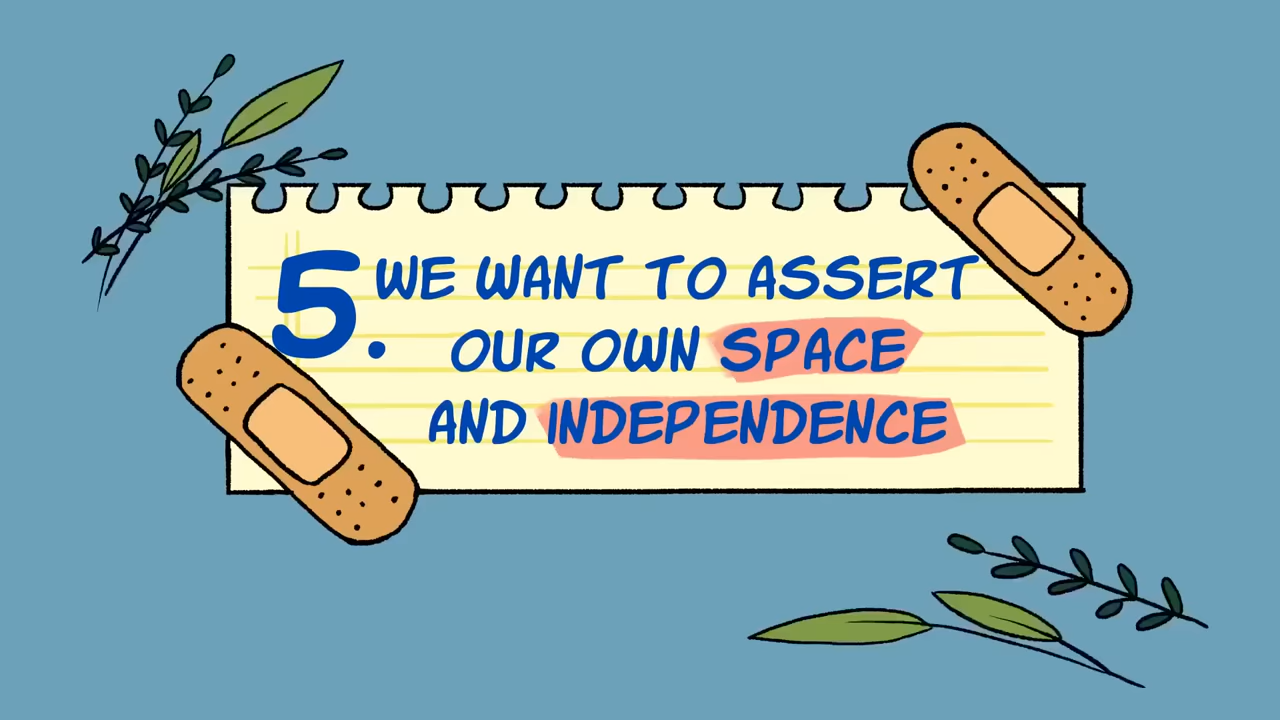 5. WE WANT TO ASSERT
OUR OWN SPACE
AND INDEPENDENCE